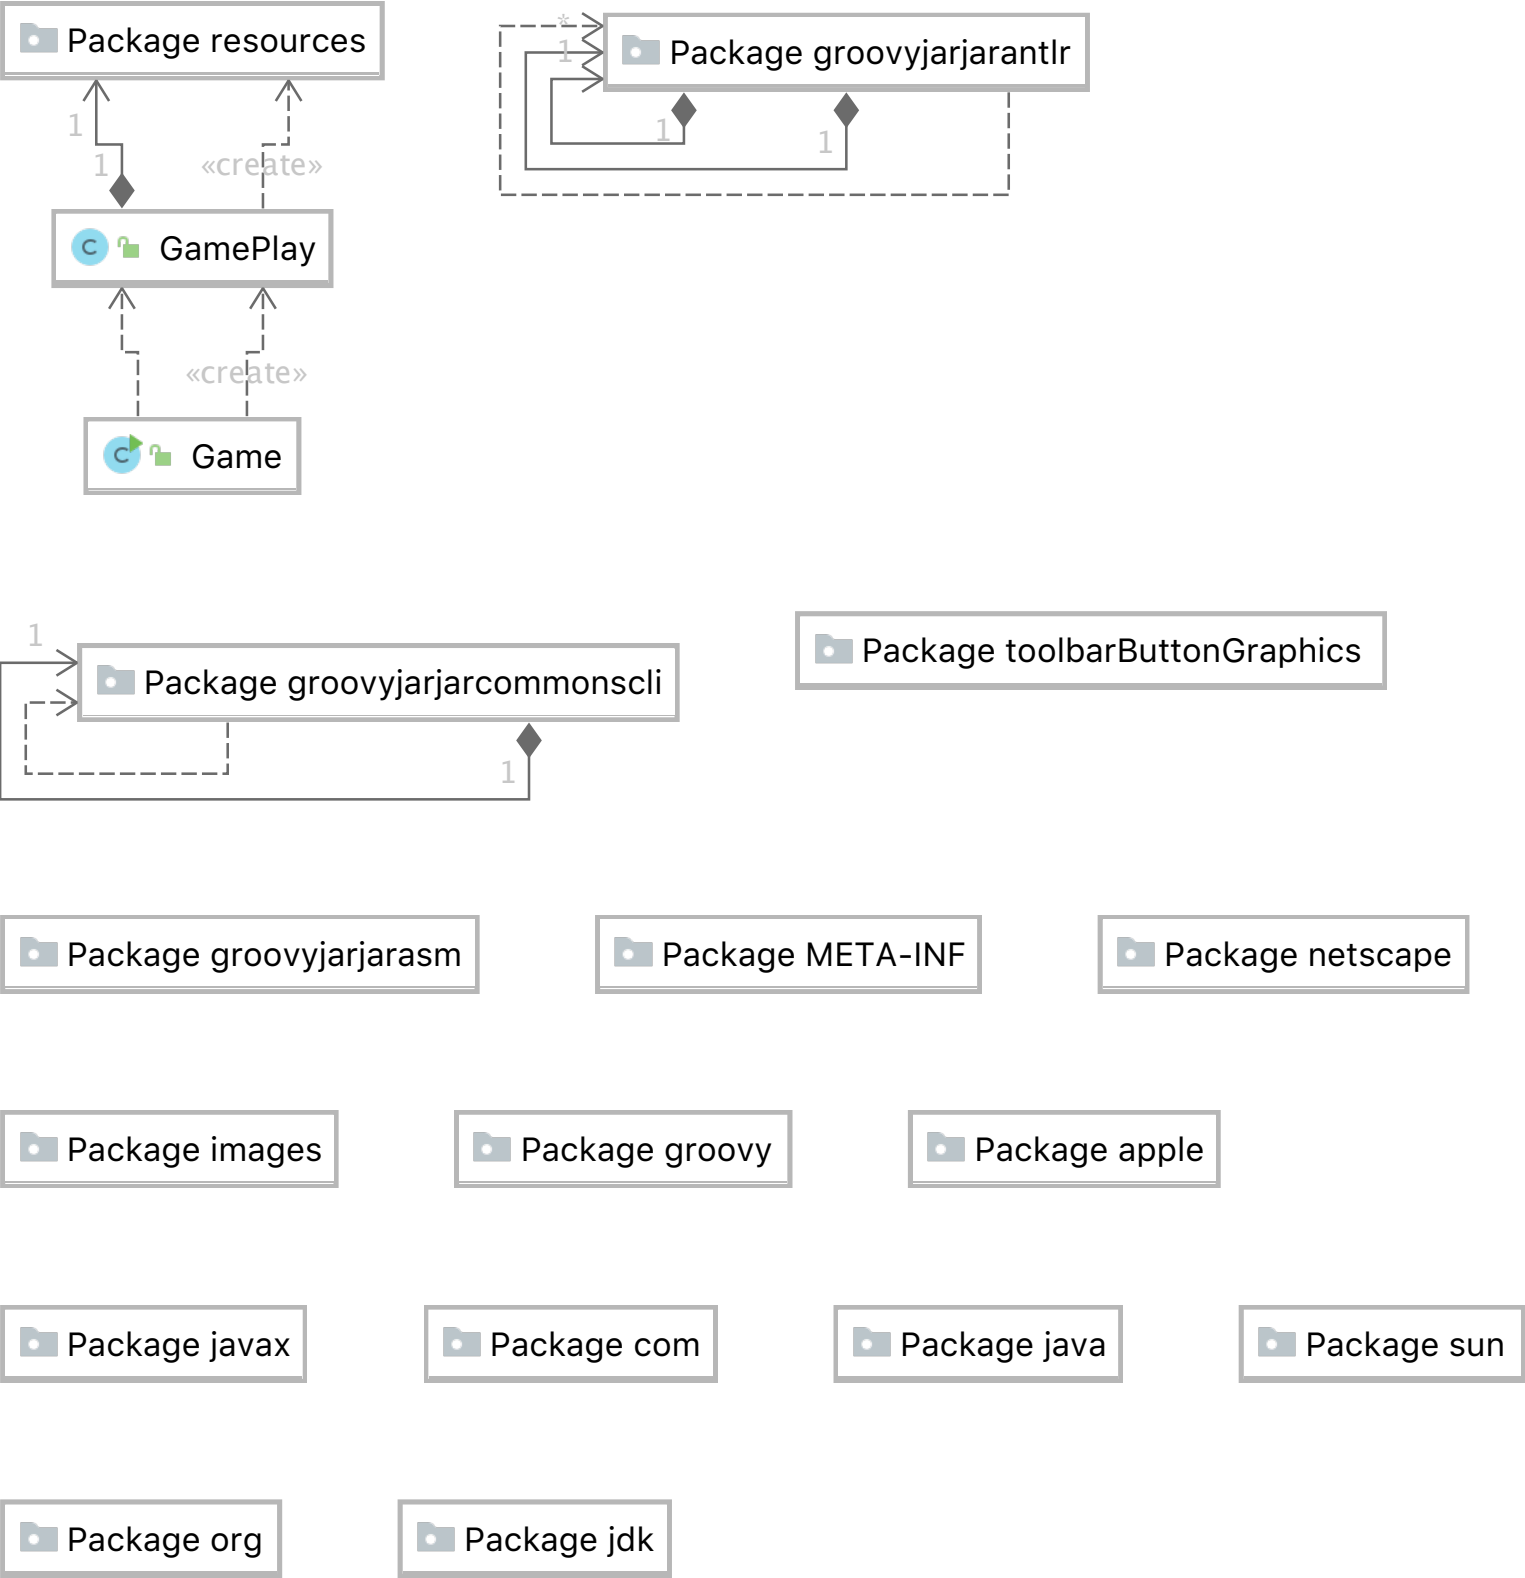 Package resources
* 
Package groovyjarjarantlr
1
1
1
1
1
1
«create»
C GamePlay
«create»
C Game
Package toolbarButtonGraphics
1
Package groovyjarjarcommonscli
1
Package groovyjarjarasm
Package META-INF
Package netscape
Package images
Package groovy
Package apple
Package javax
Package com
Package java
Package sun
Package org
Package jdk